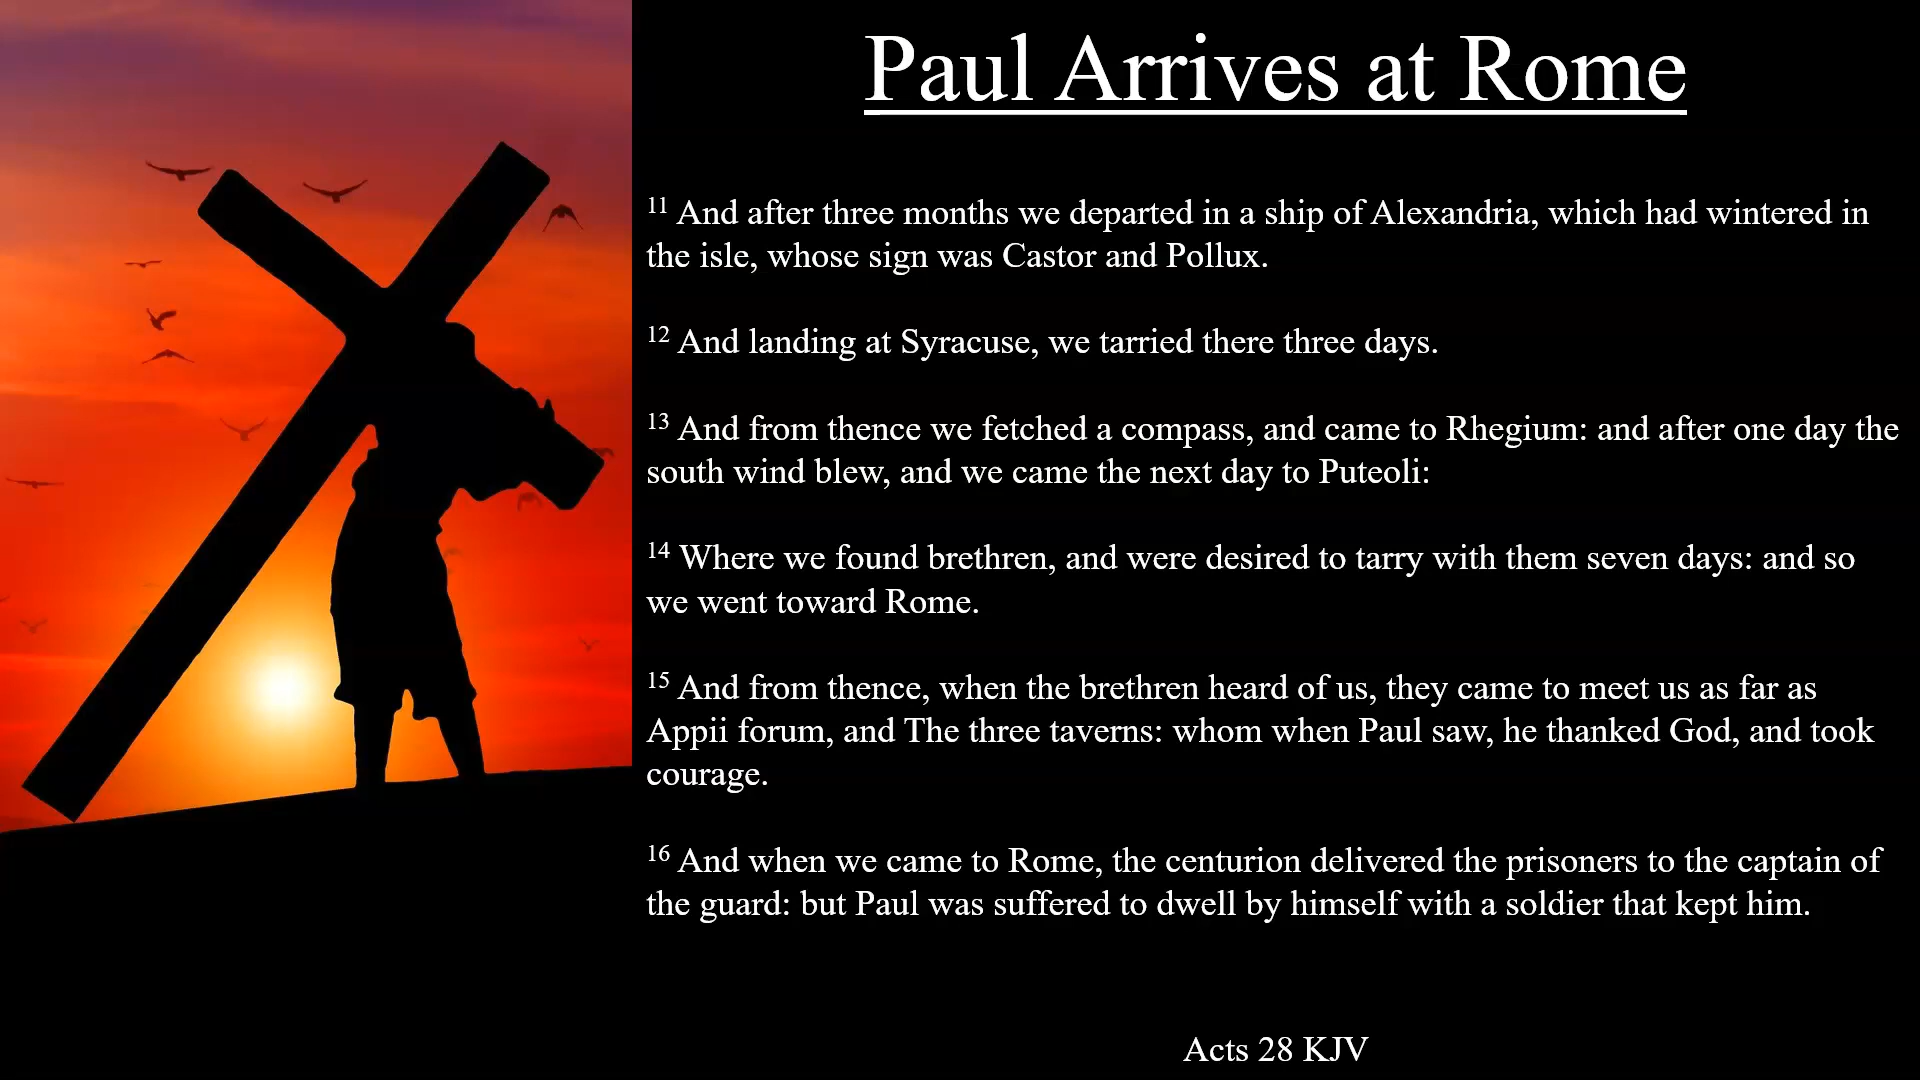 Paul Arrives at Rome
11 And after three months we departed in a ship of Alexandria, which had wintered in
the isle, whose sign was Castor and Pollux.
12 And landing at Syracuse, we tarried there three days.
13 And from thence we fetched a compass, and came to Rhegium: and after one day the
south wind blew, and we came the next day to Puteoli:
14 Where we found brethren, and were desired to tarry with them seven days: and so
we went toward Rome.
15 And from thence, when the brethren heard of us, they came to meet us as far as
Appii forum, and The three taverns: whom when Paul saw, he thanked God, and took
courage.
16 And when we came to Rome, the centurion delivered the prisoners to the captain of
the guard: but Paul was suffered to dwell by himself with a soldier that kept him.
Acts 28 KJV